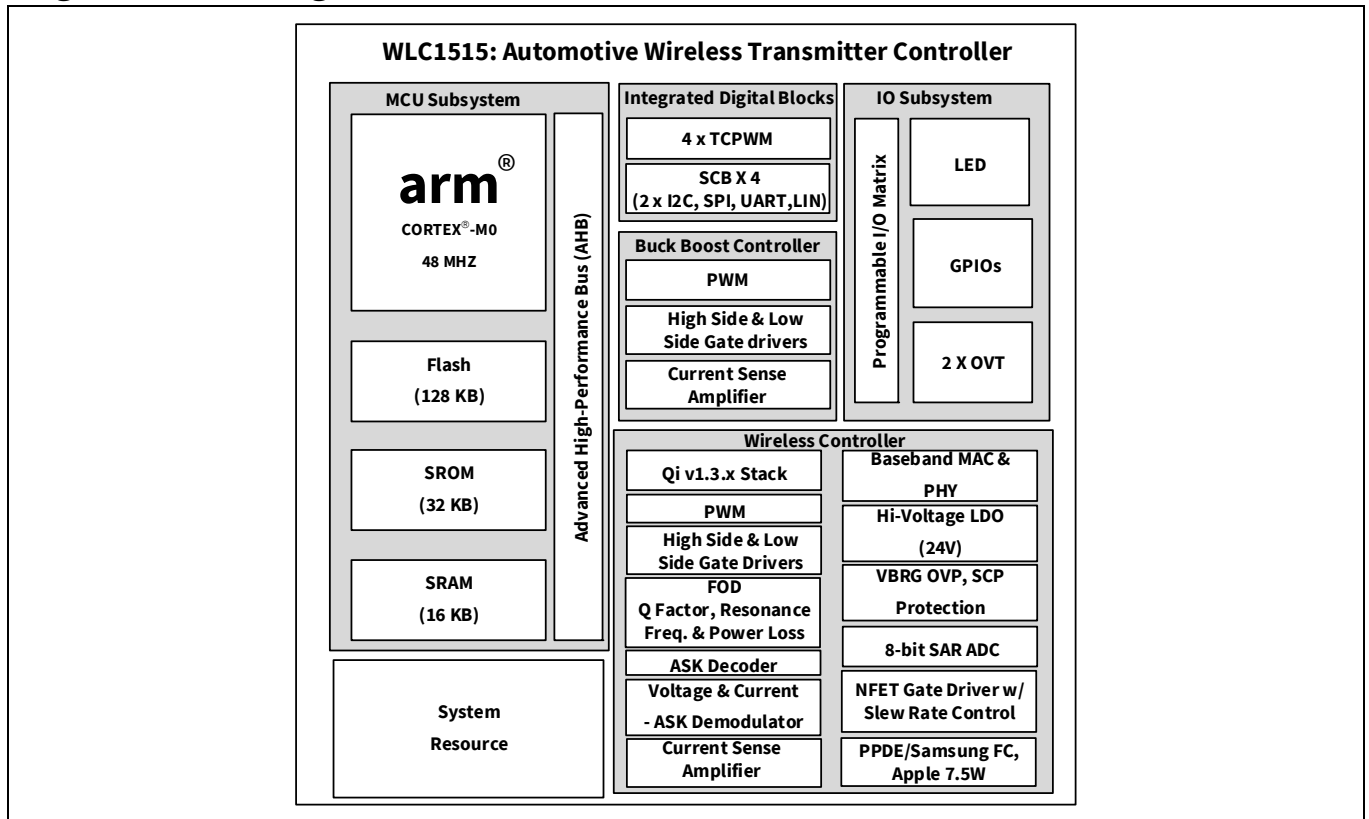 WLC1515: Automotive Wireless Transmitter Controller
MCU Subsystem
arm®
CORTEX®-M0
48 MHZ
Flash
(128 KB)
SROM
(32 KB)
SRAM
(16 KB)
Advanced High-Performance Bus (AHB)
System
Resource
Integrated Digital Blocks
4 x TCPWM
SCB X 4
(2 x I2C, SPI, UART,LIN)
Buck Boost Controller
PWM
High Side & Low
Side Gate drivers
Current Sense
Amplifier
IO Subsystem
Programmable I/O Matrix
LED
GPIOs
2 X OVT
Wireless Controller
Qi v1.3.x Stack
PWM
High Side & Low
Side Gate Drivers
FOD
Q Factor, Resonance
Freq. & Power Loss
ASK Decoder
Voltage & Current
- ASK Demodulator
Current Sense
Amplifier
Baseband MAC &
PHY
Hi-Voltage LDO
(24V)
VBRG OVP, SCP
Protection
8-bit SAR ADC
NFET Gate Driver w/
Slew Rate Control
PPDE/Samsung FC,
Apple 7.5W